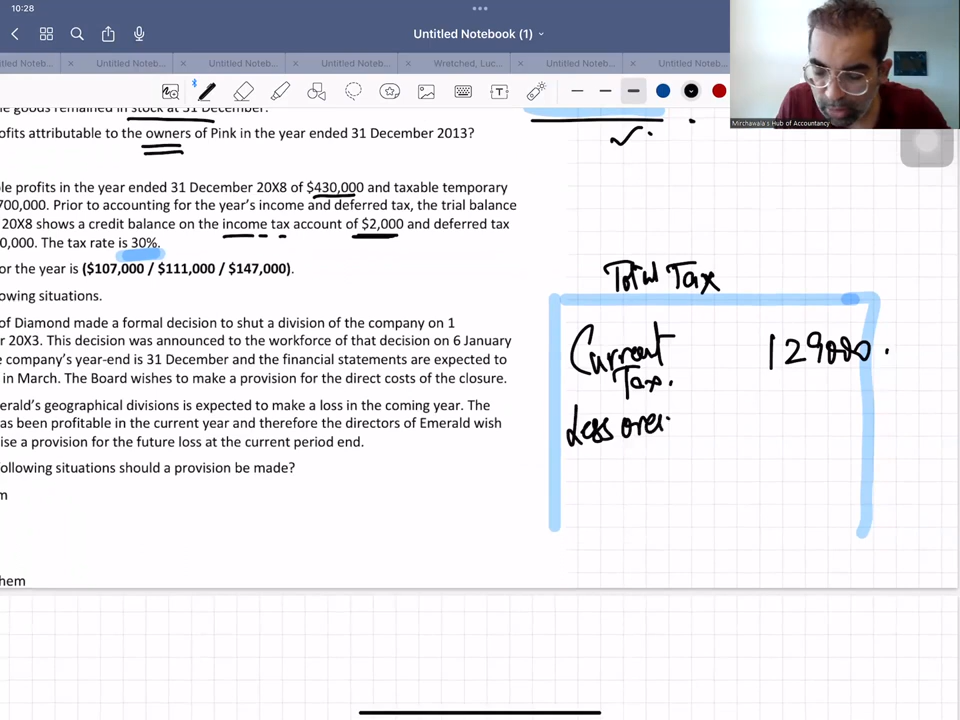 10:28
Untitled Notebook (1)
Untitled Noteb...
Untitled Noteb...
Untitled Noteb...
Untitled Noteb...
Wretched, Luc...
Untitled Noteb...
Untitled Noteb...
Mirchawala's Hub of Accountancy
e goods remained in stock at 31 December.
ofits attributable to the owners of Pink in the year ended 31 December 2013?
le profits in the year ended 31 December 20X8 of $430,000 and taxable temporary
700,000. Prior to accounting for the year's income and deferred tax, the trial balance
20X8 shows a credit balance on the income tax account of $2,000 and deferred tax
0,000. The tax rate is 30%.
or the year is ($107,000 / $111,000 / $147,000).
owing situations.
of Diamond made a formal decision to shut a division of the company on 1
r 20X3. This decision was announced to the workforce of that decision on 6 January
e company's year-end is 31 December and the financial statements are expected to
in March. The Board wishes to make a provision for the direct costs of the closure.
erald's geographical divisions is expected to make a loss in the coming year. The
as been profitable in the current year and therefore the directors of Emerald wish
ise a provision for the future loss at the current period end.
ollowing situations should a provision be made?
m
hem
Total Tax
Current 129000.
Tax.
Less over